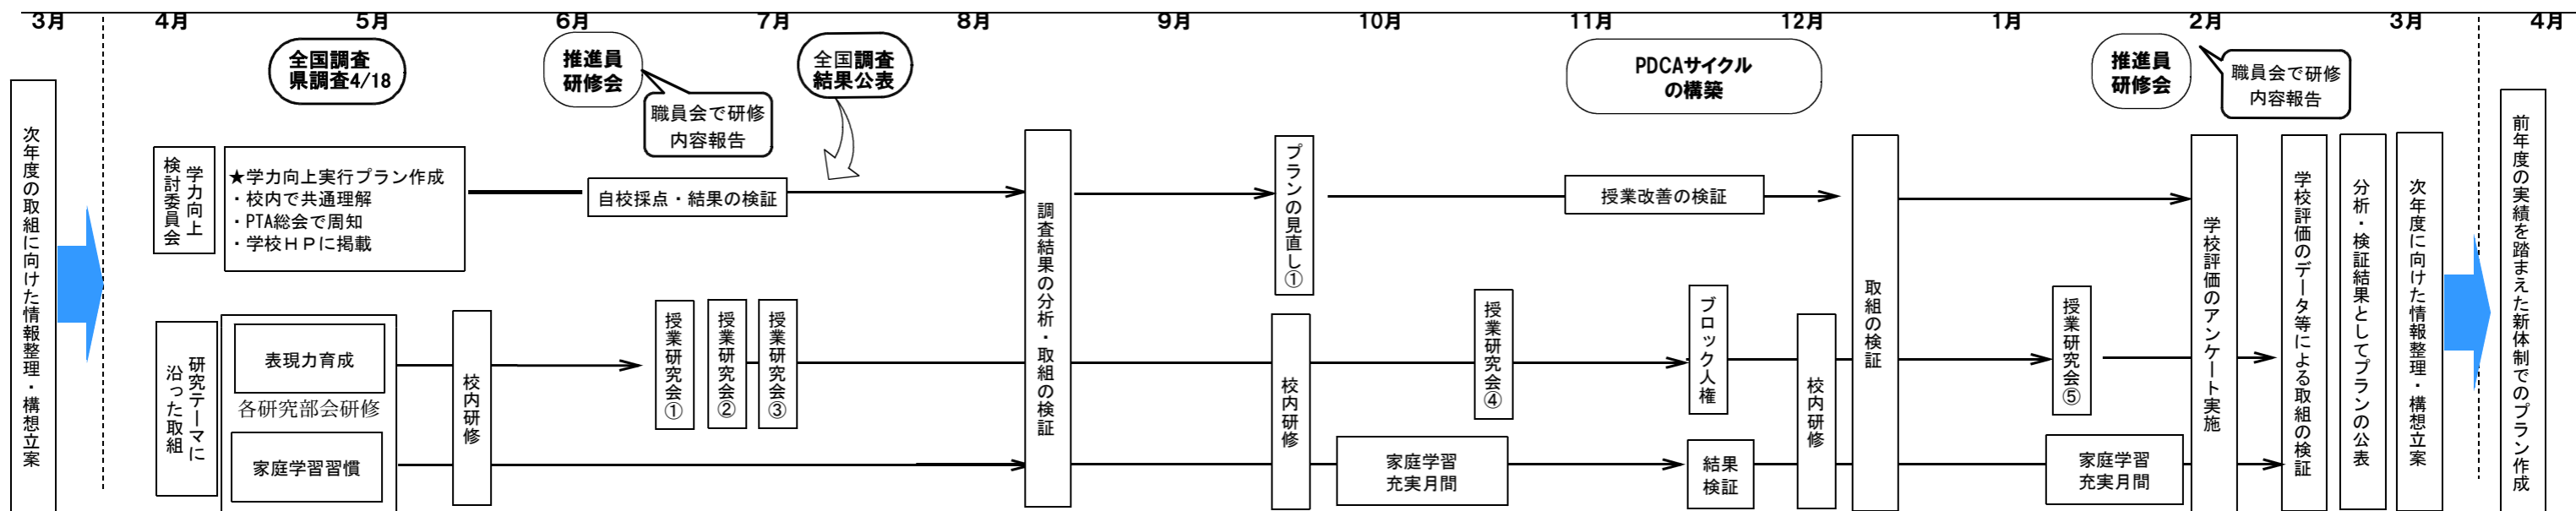 3月 4月 5月 6月 7月 8月 9月 10月 11月 12月 1月 2月 3月 4月
全国調査
県調査4/18
推進員
研修会
職員会で研修
内容報告
全国調査
結果公表
PDCAサイクル
の構築
推進員
研修会
職員会で研修
内容報告
次年度の取組に向けた情報整理・構想立案
学力向上
検討委員会
★学力向上実行プラン作成
・校内で共通理解
・PTA総会で周知
・学校HPに掲載
自校採点・結果の検証
調査結果の分析・取組の検証
プランの見直し①
授業改善の検証
取組の検証
学校評価のアンケート実施
学校評価のデータ等による取組の検証
分析・検証結果としてプランの公表
次年度に向けた情報整理・構想立案
前年度の実績を踏まえた新体制でのプラン作成
研究テーマに
沿った取組
表現力育成
各研究部会研修
家庭学習習慣
校内研修
授業研究会①
授業研究会②
授業研究会③
校内研修
授業研究会④
家庭学習
充実月間
ブロック人権
結果
検証
校内研修
授業研究会⑤
家庭学習
充実月間